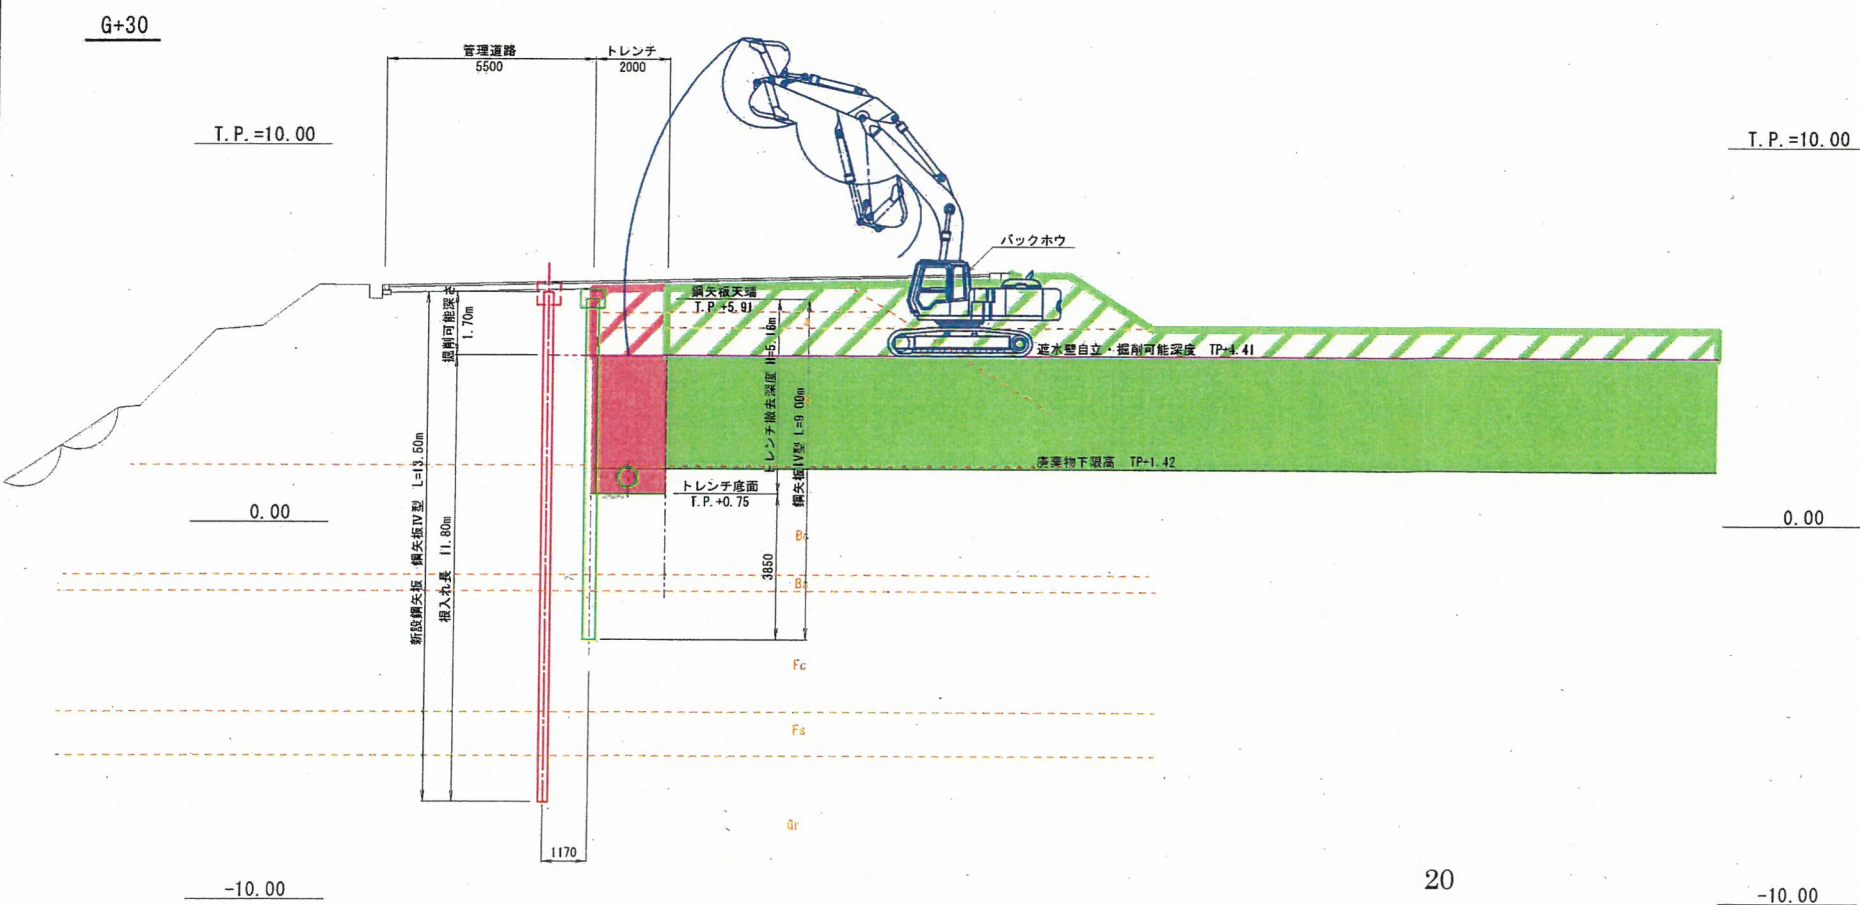 G+30
管理道路
5500
トレンチ
2000
T.P.=10.00
T.P.=10.00
バックホウ
掘削可能深さ
1.70m
鋼矢板天端
T.P.+5.91
遮水壁自立・掘削可能深度 TP+4.41
トレンチ撤去深度 H=5.16m
鋼矢板IV型 L=9.00m
新設鋼矢板 鋼矢板IV型 L=13.50m
根入れ長 11.80m
廃棄物下限高 TP+1.42
トレンチ底面
T.P.+0.75
0.00
0.00
3850
Fc
Fs
Gr
1170
-10.00
-10.00
20